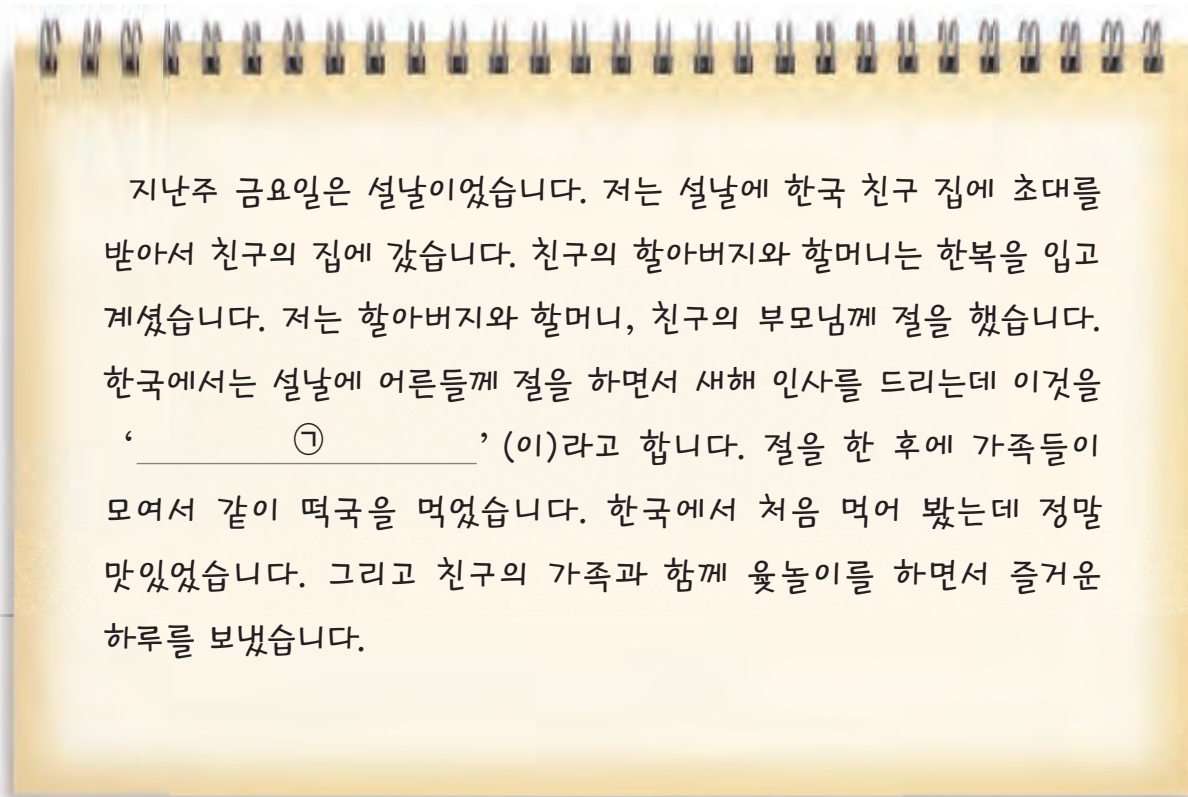 지난주 금요일은 설날이었습니다. 저는 설날에 한국 친구 집에 초대를
받아서 친구의 집에 갔습니다. 친구의 할아버지와 할머니는 한복을 입고
계셨습니다. 저는 할아버지와 할머니, 친구의 부모님께 절을 했습니다.
한국에서는 설날에 어른들께 절을 하면서 새해 인사를 드리는데 이것을
‘ ㉠ ’ (이)라고 합니다. 절을 한 후에 가족들이
모여서 같이 떡국을 먹었습니다. 한국에서 처음 먹어 봤는데 정말
맛있었습니다. 그리고 친구의 가족과 함께 윷놀이를 하면서 즐거운
하루를 보냈습니다.